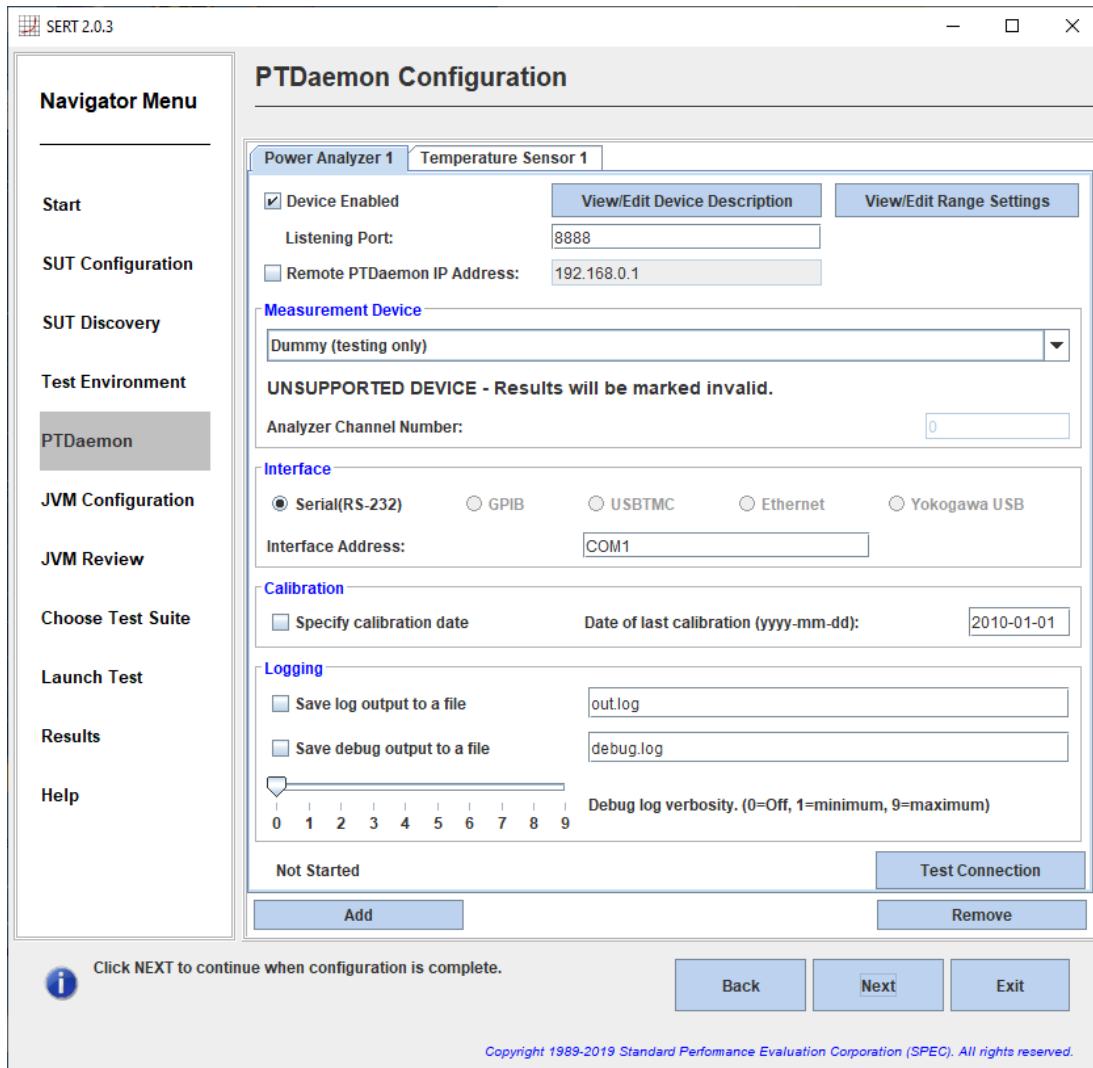 SERT 2.0.3
Navigator Menu
Start
SUT Configuration
SUT Discovery
Test Environment
PTDaemon
JVM Configuration
JVM Review
Choose Test Suite
Launch Test
Results
Help
PTDaemon Configuration
Power Analyzer 1 Temperature Sensor 1
Device Enabled View/Edit Device Description View/Edit Range Settings
Listening Port: 8888
Remote PTDaemon IP Address: 192.168.0.1
Measurement Device
Dummy (testing only)
UNSUPPORTED DEVICE - Results will be marked invalid.
Analyzer Channel Number: 0
Interface
Serial(RS-232) GPIB USBTMC Ethernet Yokogawa USB
Interface Address: COM1
Calibration
Specify calibration date Date of last calibration (yyyy-mm-dd): 2010-01-01
Logging
Save log output to a file out.log
Save debug output to a file debug.log
0 1 2 3 4 5 6 7 8 9
Debug log verbosity. (0=Off, 1=minimum, 9=maximum)
Not Started Test Connection
Add Remove
Click NEXT to continue when configuration is complete.
Back Next Exit
Copyright 1989-2019 Standard Performance Evaluation Corporation (SPEC). All rights reserved.